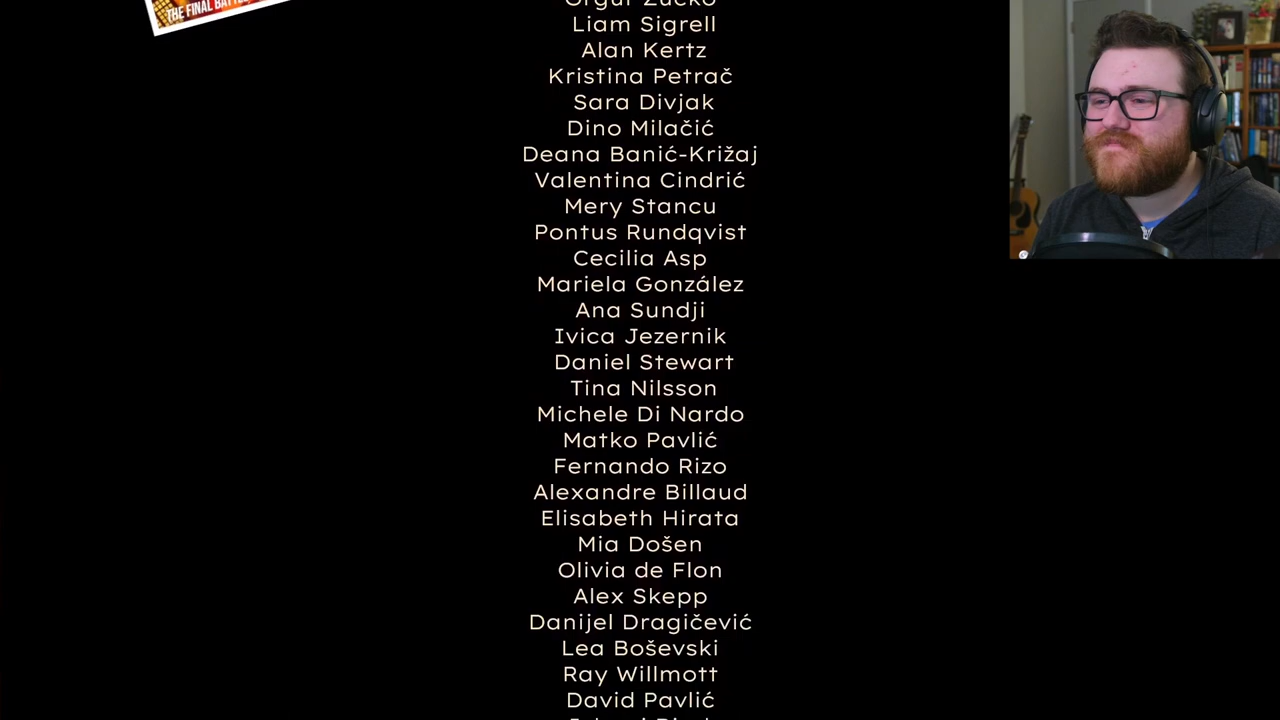 THE FINAL BATTLE
Liam Sigrell
Alan Kertz
Kristina Petrač
Sara Divjak
Dino Milačić
Deana Banić-Križaj
Valentina Cindrić
Mery Stancu
Pontus Rundqvist
Cecilia Asp
Mariela González
Ana Sundji
Ivica Jezernik
Daniel Stewart
Tina Nilsson
Michele Di Nardo
Matko Pavlić
Fernando Rizo
Alexandre Billaud
Elisabeth Hirata
Mia Došen
Olivia de Flon
Alex Skepp
Danijel Dragičević
Lea Boševski
Ray Willmott
David Pavlić